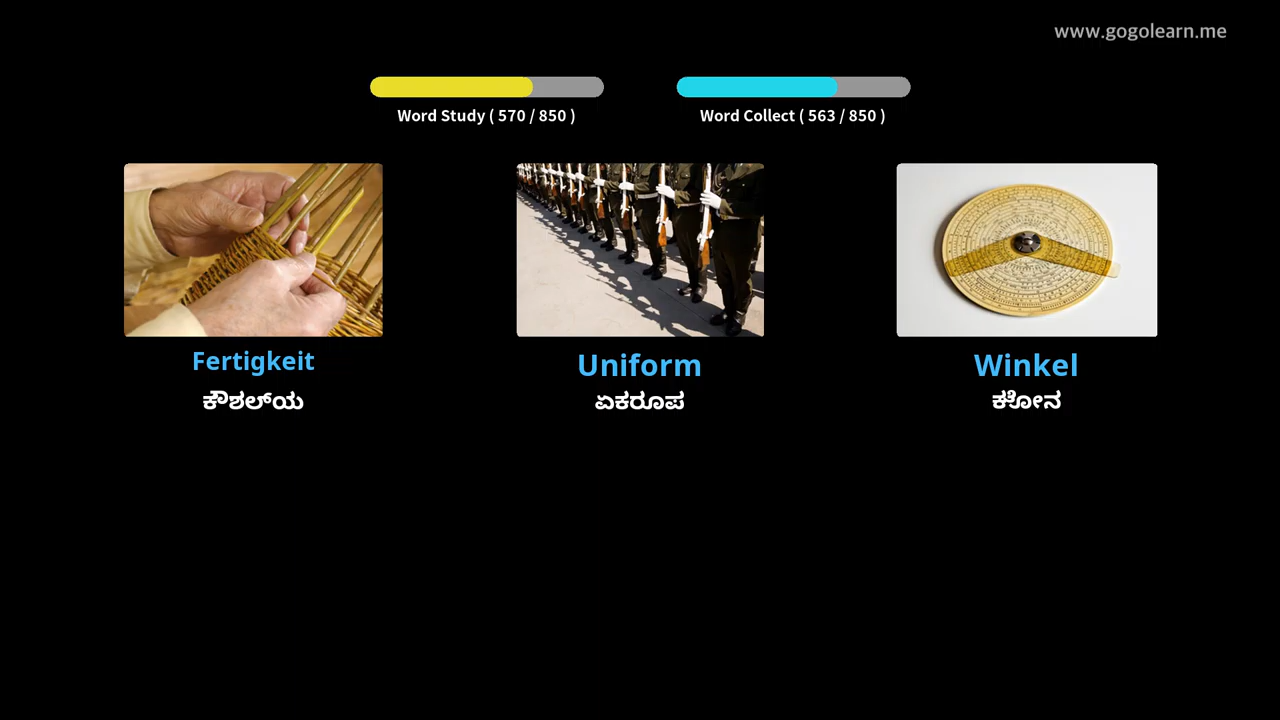 www.gogolearn.me
Word Study ( 570 / 850 )
Word Collect ( 563 / 850 )
Fertigkeit
Uniform
Winkel
ಕೌಶಲ್ಯ
ಏಕರೂಪ
ಕೋನ